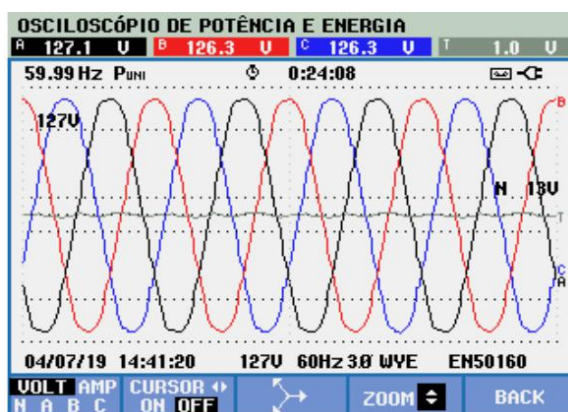 OSCILOSCÓPIO DE POTÊNCIA E ENERGIA
A 127.1 V B 126.3 V C 126.3 V T 1.0 V
59.99 Hz PUNI 0:24:08
B
127V
N 13V
T
C
A
04/07/19 14:41:20 127V 60Hz 3Ø WYE EN50160
VOLT AMP CURSOR ZOOM BACK
N A B C ON OFF